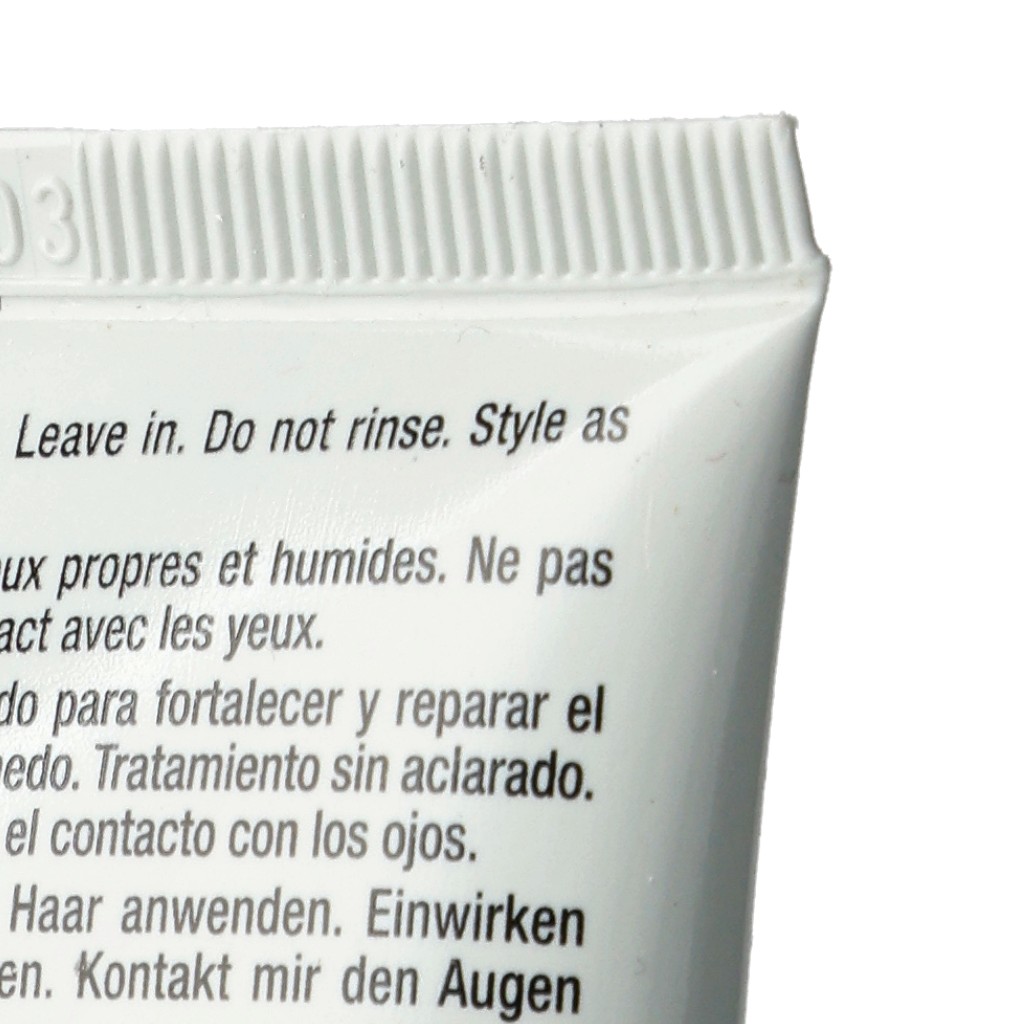 03
Leave in. Do not rinse. Style as
ux propres et humides. Ne pas
act avec les yeux.
do para fortalecer y reparar el
edo. Tratamiento sin aclarado.
el contacto con los ojos.
Haar anwenden. Einwirken
en. Kontakt mir den Augen